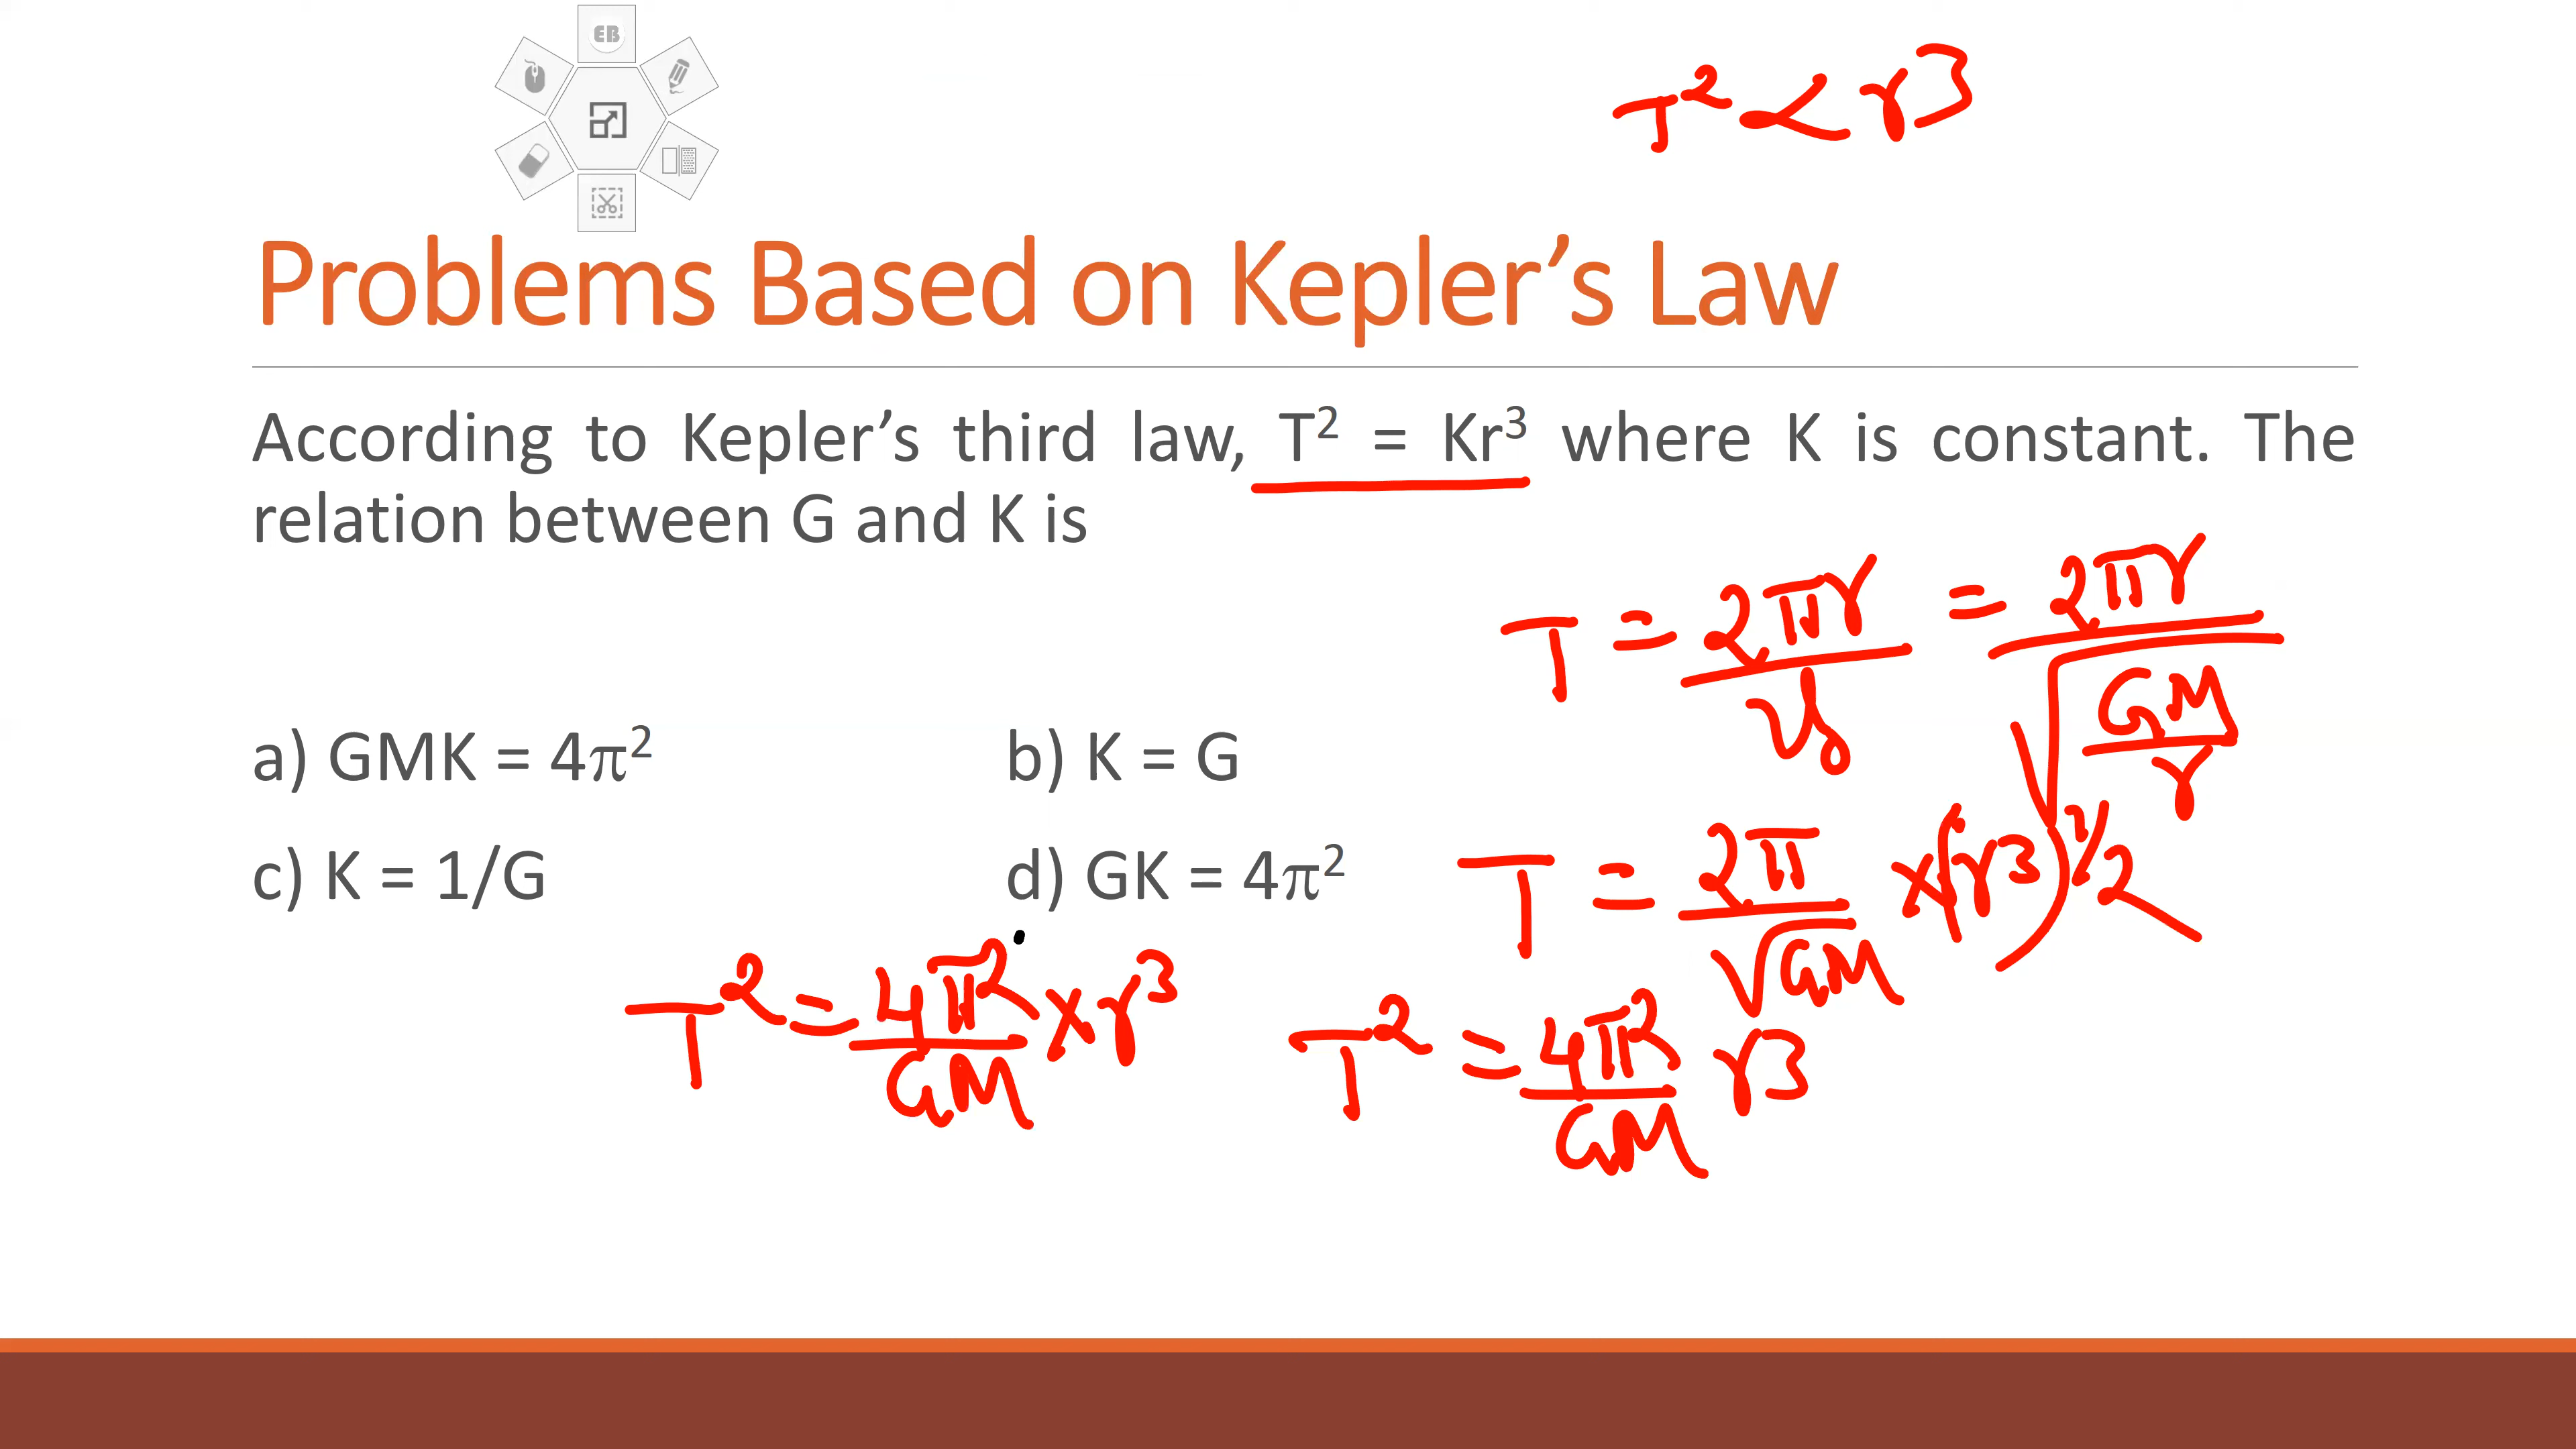 EB
T² ∝ r³
Problems Based on Kepler’s Law
According to Kepler’s third law, T² = Kr³ where K is constant. The
relation between G and K is
T = 2πr/v₀ = 2πr/√(GM/r)
a) GMK = 4π² b) K = G
c) K = 1/G d) GK = 4π²
T = 2π/√GM × (r³)^1/2
T² = 4π²/GM × r³
T² = 4π²/GM r³